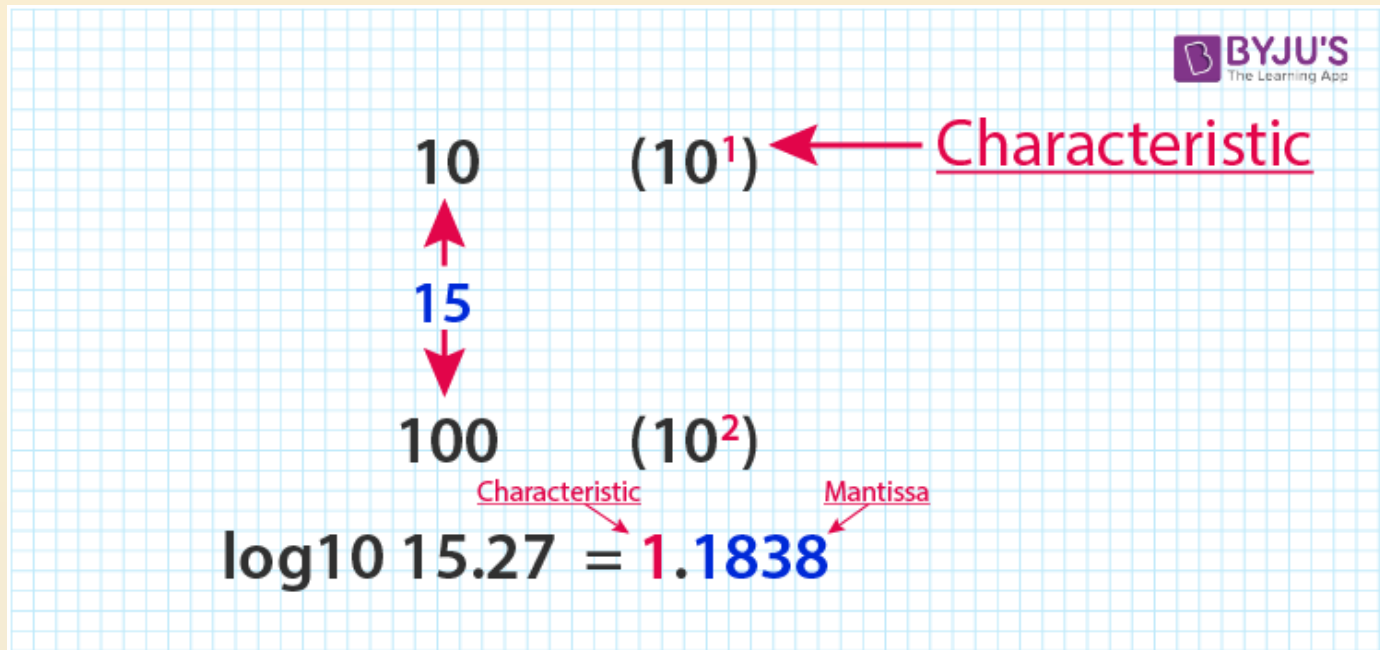 BYJU'S
The Learning App
10 (10¹) Characteristic
15
100 (10²)
Characteristic Mantissa
log10 15.27 = 1.1838